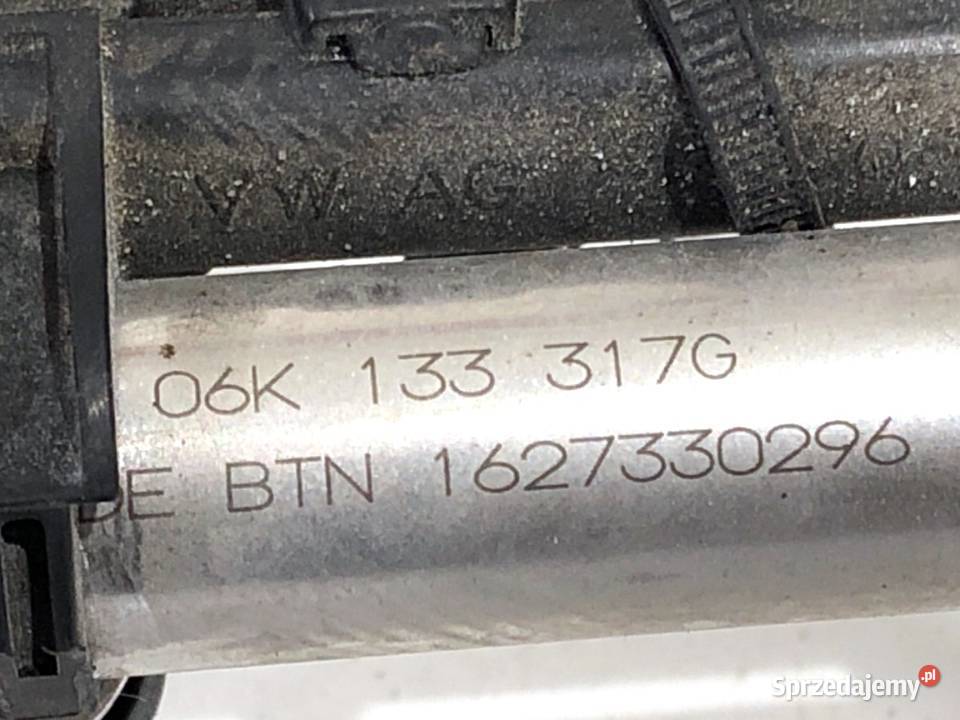 VW AG
06K 133 317G
DE BTN 1627330296
Sprzedajemy.pl